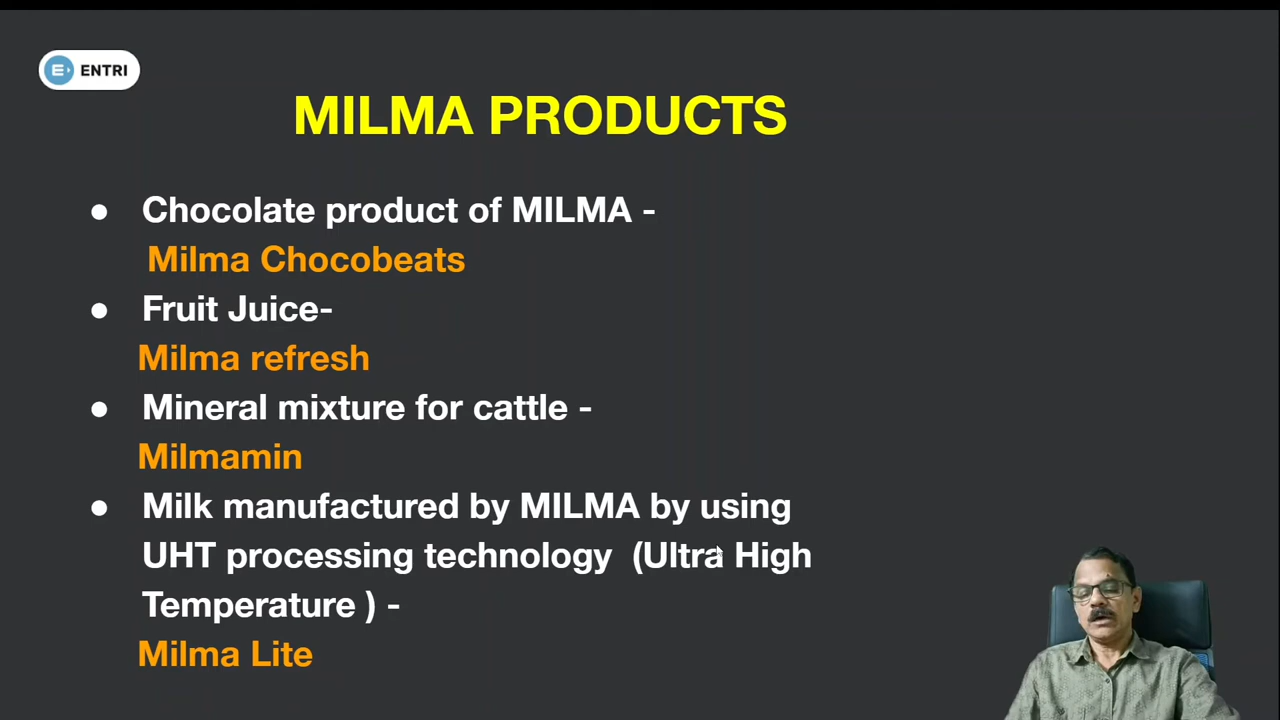 ENTRI
MILMA PRODUCTS
● Chocolate product of MILMA -
Milma Chocobeats
● Fruit Juice-
Milma refresh
● Mineral mixture for cattle -
Milmamin
● Milk manufactured by MILMA by using
UHT processing technology (Ultra High
Temperature ) -
Milma Lite